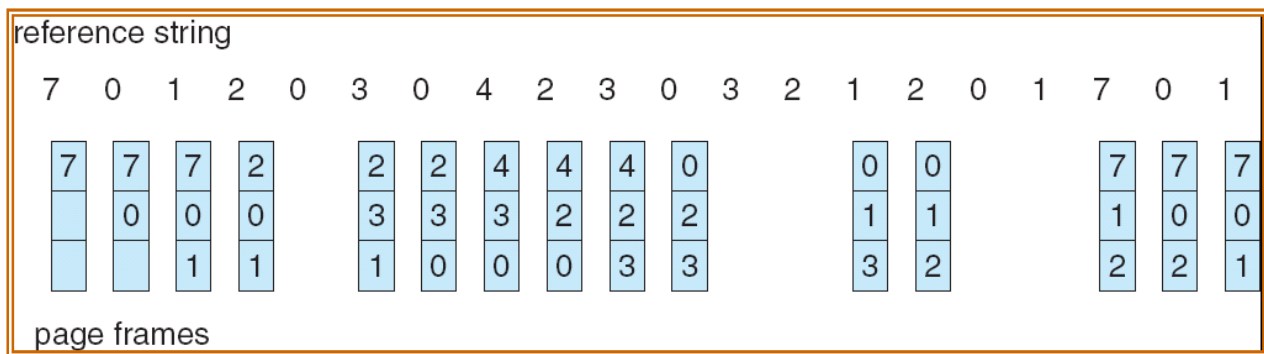 reference string
7 0 1 2 0 3 0 4 2 3 0 3 2 1 2 0 1 7 0 1
7 7 7 2 2 2 4 4 4 0 0 0 7 7 7
0 0 0 3 3 3 2 2 2 1 1 1 0 0
1 1 1 0 0 0 3 3 3 2 2 2 1
page frames